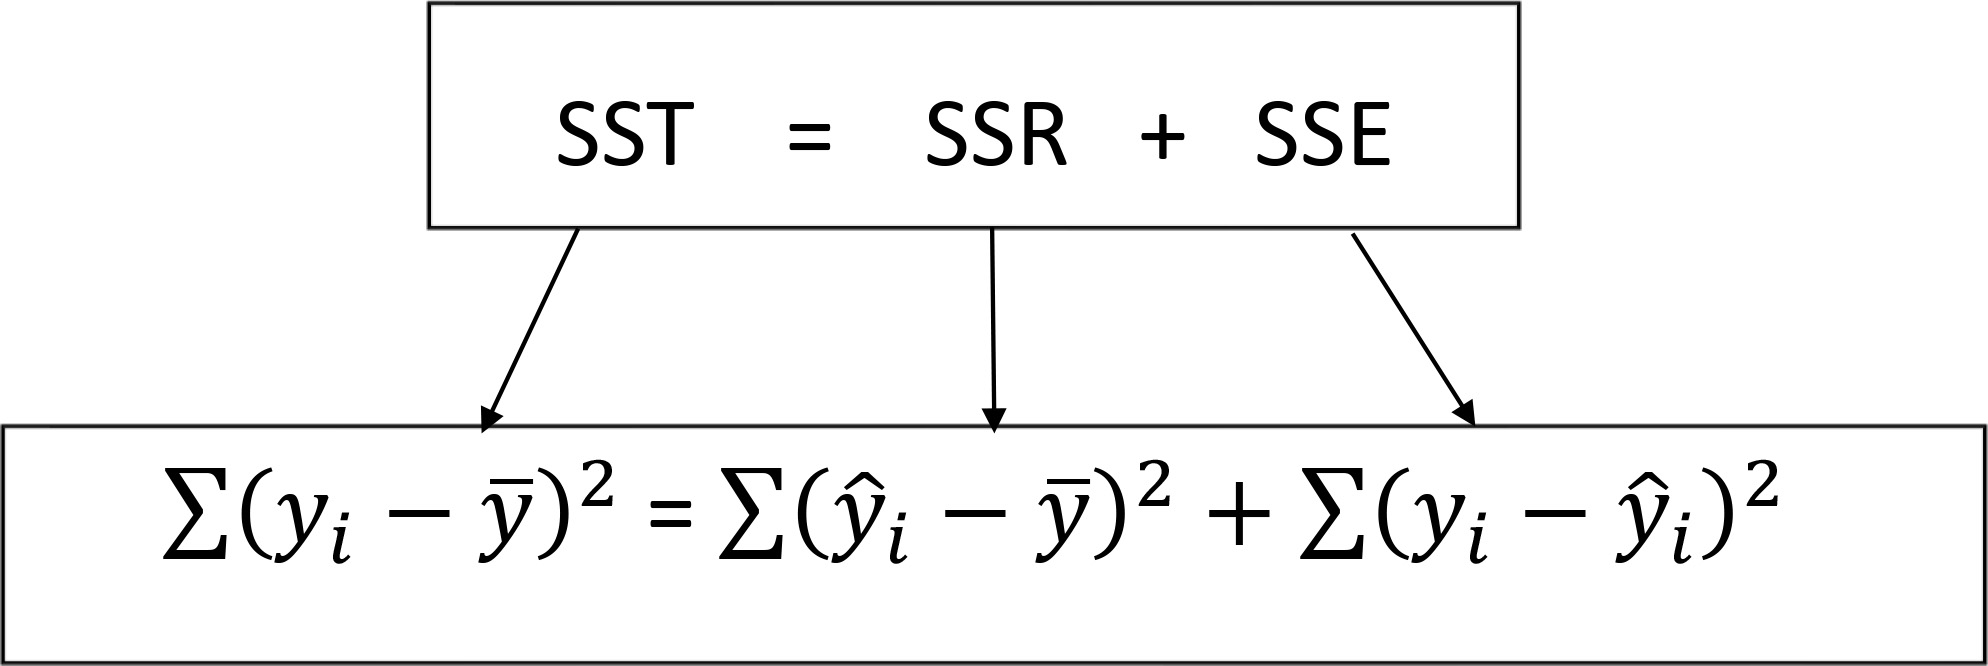 SST = SSR + SSE
∑(yᵢ − ȳ)² = ∑(ŷᵢ − ȳ)² + ∑(yᵢ − ŷᵢ)²